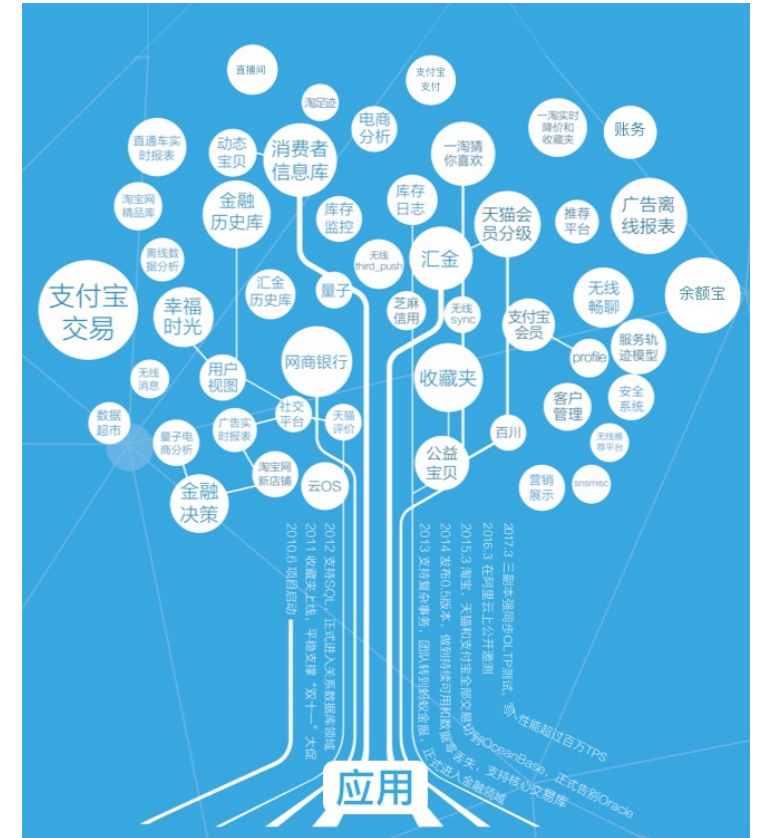 直播间
支付宝
支付
淘足迹
电商
分析
一淘实时
降价和
收藏夹
账务
直通车实
时报表
动态
宝贝
消费者
信息库
一淘猜
你喜欢
淘宝网
精品库
金融
历史库
库存
监控
库存
日志
天猫会
员分级
推荐
平台
广告离
线报表
离线数
据分析
无线
third_push
汇金
支付宝
交易
幸福
时光
汇金
历史库
量子
芝麻
信用
无线
sync
支付宝
会员
无线
畅聊
余额宝
无线
消息
用户
视图
网商银行
收藏夹
profile
服务轨
迹模型
数据
超市
量子电
商分析
广告实
时报表
社交
平台
天猫
评价
百川
客户
管理
安全
系统
无线推
荐平台
金融
决策
淘宝网
新店铺
云OS
公益
宝贝
营销
展示
snsmisc
2010.6 项目启动
2011 收藏夹上线，平稳支撑“双十一”大促
2012 支持SQL，正式进入关系数据库领域
2013 支持复杂事务，团队转到蚂蚁金服，正式进入金融领域
2014 发布0.5版本，做到持续可用和数据零丢失，支持核心交易库
2015.3 淘宝、天猫和支付宝全部交易切到OceanBase，正式告别Oracle
2016.3 在阿里云上公开邀测
2017.3 三副本强同步OLTP测试，写入性能超过百万TPS
应用